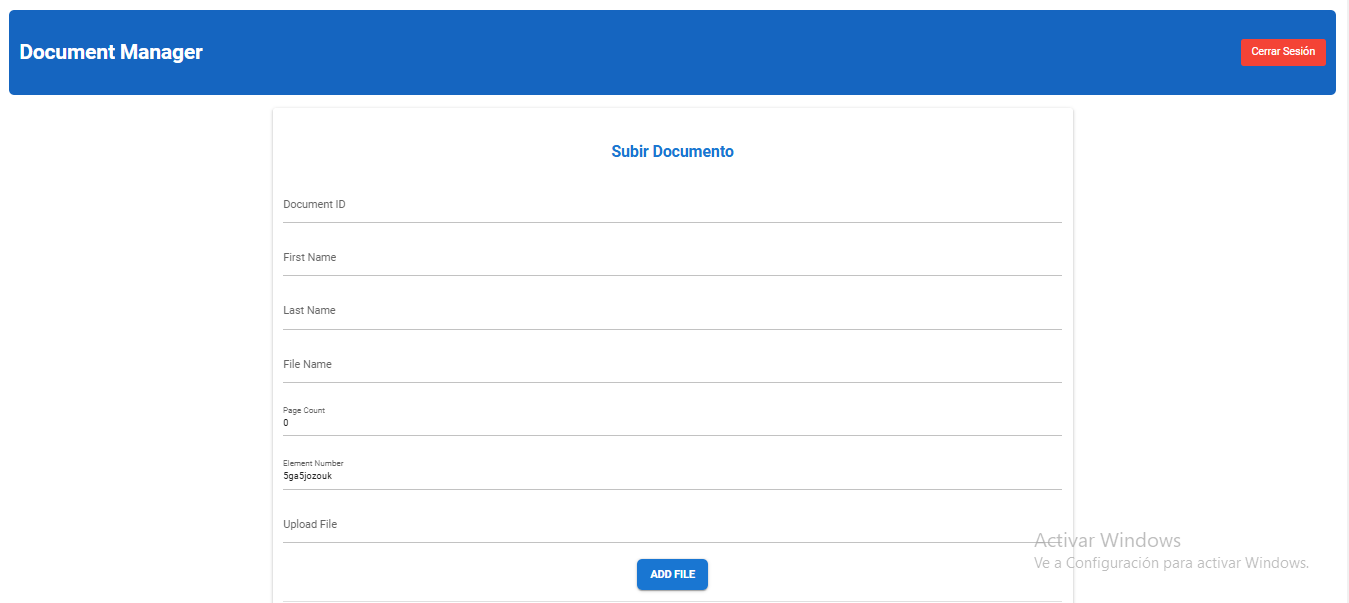 Document Manager
Cerrar Sesión
Subir Documento
Document ID
First Name
Last Name
File Name
Page Count
0
Element Number
5ga5jozouk
Upload File
ADD FILE
Activar Windows
Ve a Configuración para activar Windows.